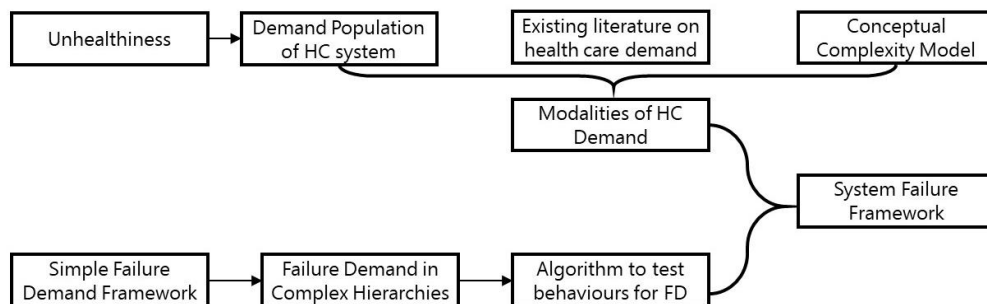 Unhealthiness
Demand Population
of HC system
Existing literature on
health care demand
Conceptual
Complexity Model
Modalities of HC
Demand
System Failure
Framework
Simple Failure
Demand Framework
Failure Demand in
Complex Hierarchies
Algorithm to test
behaviours for FD